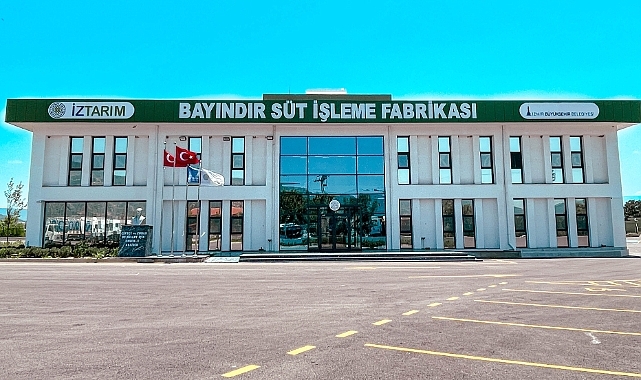 İZTARIM
BAYINDIR SÜT İŞLEME FABRİKASI
İZMİR BÜYÜKŞEHİR BELEDİYESİ